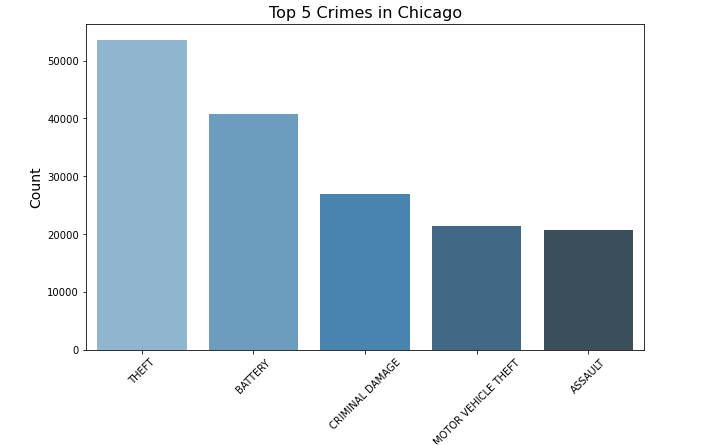 Top 5 Crimes in Chicago
Count
50000
40000
30000
20000
10000
0
THEFT
BATTERY
CRIMINAL DAMAGE
MOTOR VEHICLE THEFT
ASSAULT